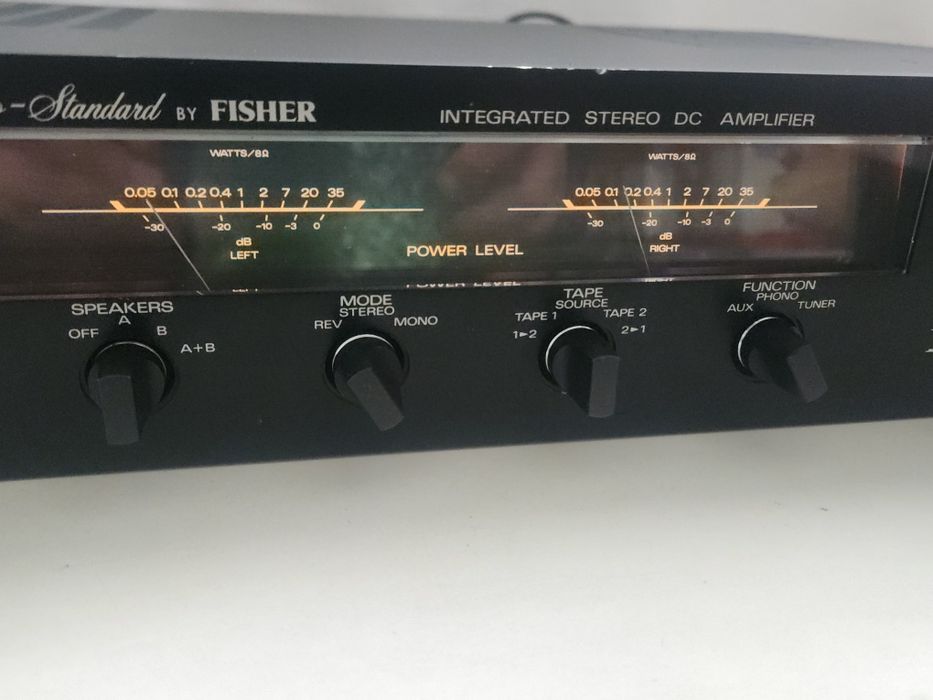 -Standard BY FISHER
INTEGRATED STEREO DC AMPLIFIER
WATTS/8Ω
0.05 0.1 0.2 0.4 1 2 7 20 35
-30 -20 -10 -3 0
dB
LEFT
POWER LEVEL
WATTS/8Ω
0.05 0.1 0.2 0.4 1 2 7 20 35
-30 -20 -10 -3 0
dB
RIGHT
SPEAKERS
OFF A B A+B
MODE
REV STEREO MONO
TAPE
SOURCE
TAPE 1 TAPE 2
1▸2 2▸1
FUNCTION
AUX PHONO TUNER